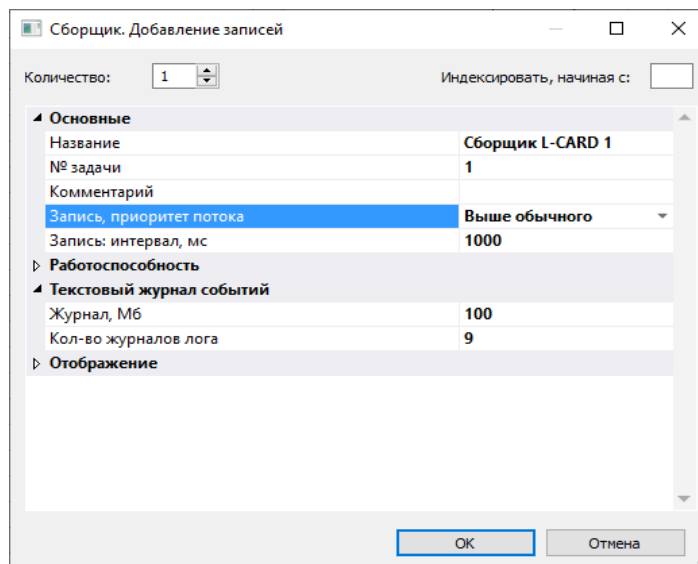 Сборщик. Добавление записей
Количество: 1 Индексировать, начиная с:
Основные
Название Сборщик L-CARD 1
№ задачи 1
Комментарий
Запись, приоритет потока Выше обычного
Запись: интервал, мс 1000
Работоспособность
Текстовый журнал событий
Журнал, Мб 100
Кол-во журналов лога 9
Отображение
OK Отмена